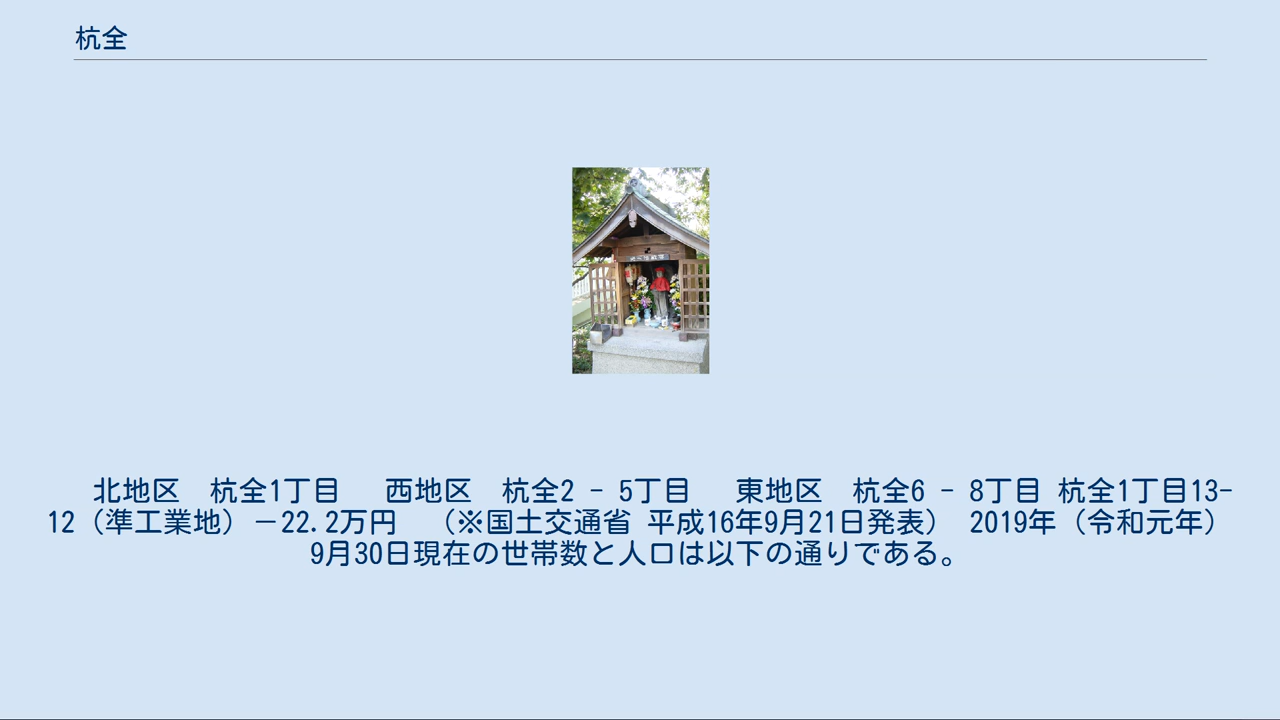 杭全
北地区　杭全1丁目　 西地区　杭全2 - 5丁目　 東地区　杭全6 - 8丁目 杭全1丁目13-
12（準工業地）－22.2万円　（※国土交通省 平成16年9月21日発表） 2019年（令和元年）
9月30日現在の世帯数と人口は以下の通りである。